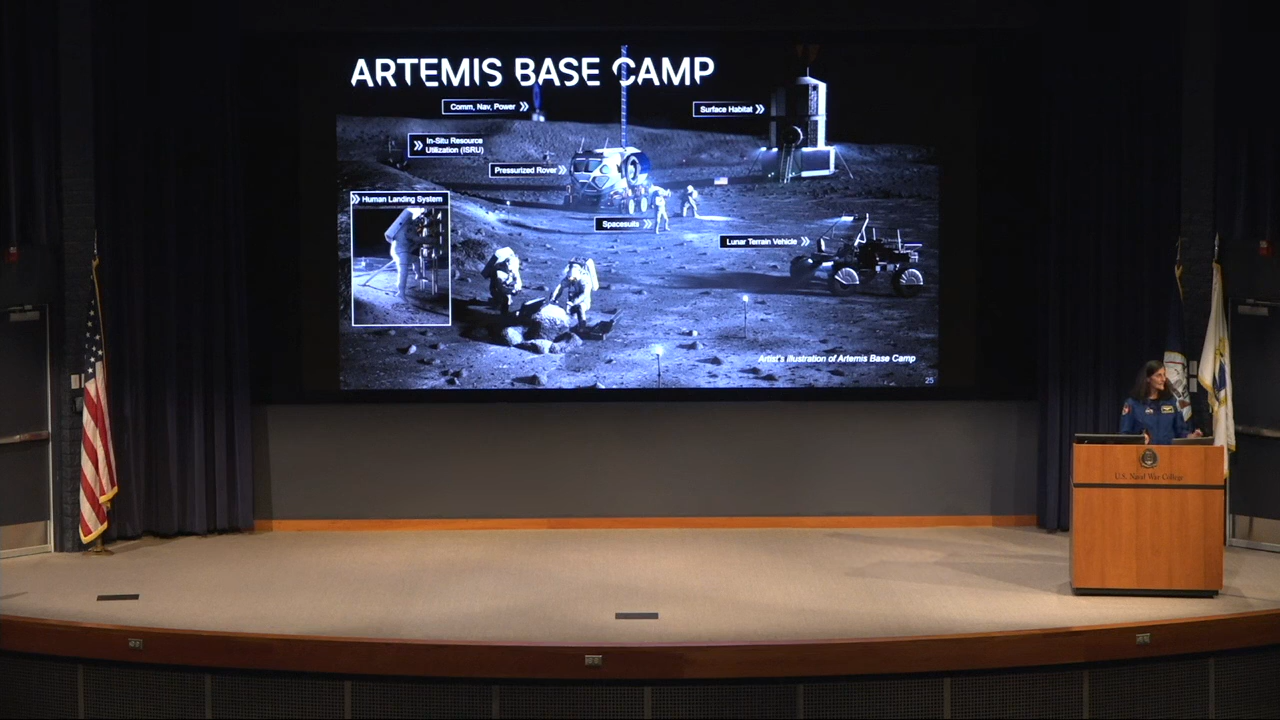 ARTEMIS BASE CAMP
Comm, Nav, Power
Surface Habitat
In-Situ Resource
Utilization (ISRU)
Pressurized Rover
Human Landing System
Spacesuits
Lunar Terrain Vehicle
Artist's illustration of Artemis Base Camp
25
U.S. Naval War College